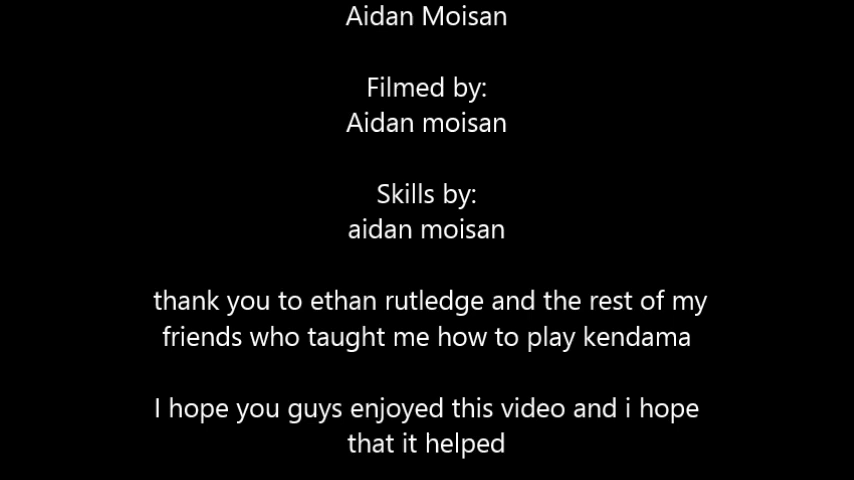 Aidan Moisan
Filmed by:
Aidan moisan
Skills by:
aidan moisan
thank you to ethan rutledge and the rest of my
friends who taught me how to play kendama
I hope you guys enjoyed this video and i hope
that it helped